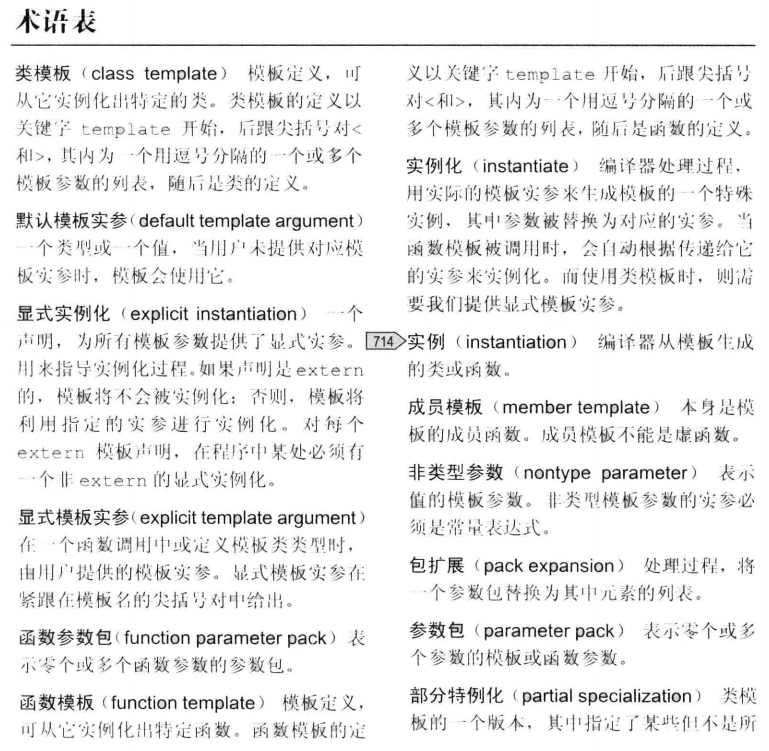 术语表
类模板（class template） 模板定义，可
从它实例化出特定的类。类模板的定义以
关键字 template 开始，后跟尖括号对<
和>，其内为一个用逗号分隔的一个或多个
模板参数的列表，随后是类的定义。
默认模板实参（default template argument）
一个类型或一个值，当用户未提供对应模
板实参时，模板会使用它。
显式实例化（explicit instantiation） 一个
声明，为所有模板参数提供了显式实参。
用来指导实例化过程。如果声明是 extern
的，模板将不会被实例化；否则，模板将
利用指定的实参进行实例化。对每个
extern 模板声明，在程序中某处必须有
一个非 extern 的显式实例化。
显式模板实参（explicit template argument）
在一个函数调用中或定义模板类类型时，
由用户提供的模板实参。显式模板实参在
紧跟在模板名的尖括号对中给出。
函数参数包（function parameter pack） 表
示零个或多个函数参数的参数包。
函数模板（function template） 模板定义，
可从它实例化出特定函数。函数模板的定
义以关键字 template 开始，后跟尖括号
对<和>，其内为一个用逗号分隔的一个或
多个模板参数的列表，随后是函数的定义。
实例化（instantiate） 编译器处理过程，
用实际的模板实参来生成模板的一个特殊
实例，其中参数被替换为对应的实参。当
函数模板被调用时，会自动根据传递给它
的实参来实例化。而使用类模板时，则需
要我们提供显式模板实参。
714 实例（instantiation） 编译器从模板生成
的类或函数。
成员模板（member template） 本身是模
板的成员函数。成员模板不能是虚函数。
非类型参数（nontype parameter） 表示
值的模板参数。非类型模板参数的实参必
须是常量表达式。
包扩展（pack expansion） 处理过程，将
一个参数包替换为其中元素的列表。
参数包（parameter pack） 表示零个或多
个参数的模板或函数参数。
部分特例化（partial specialization） 类模
板的一个版本，其中指定了某些但不是所